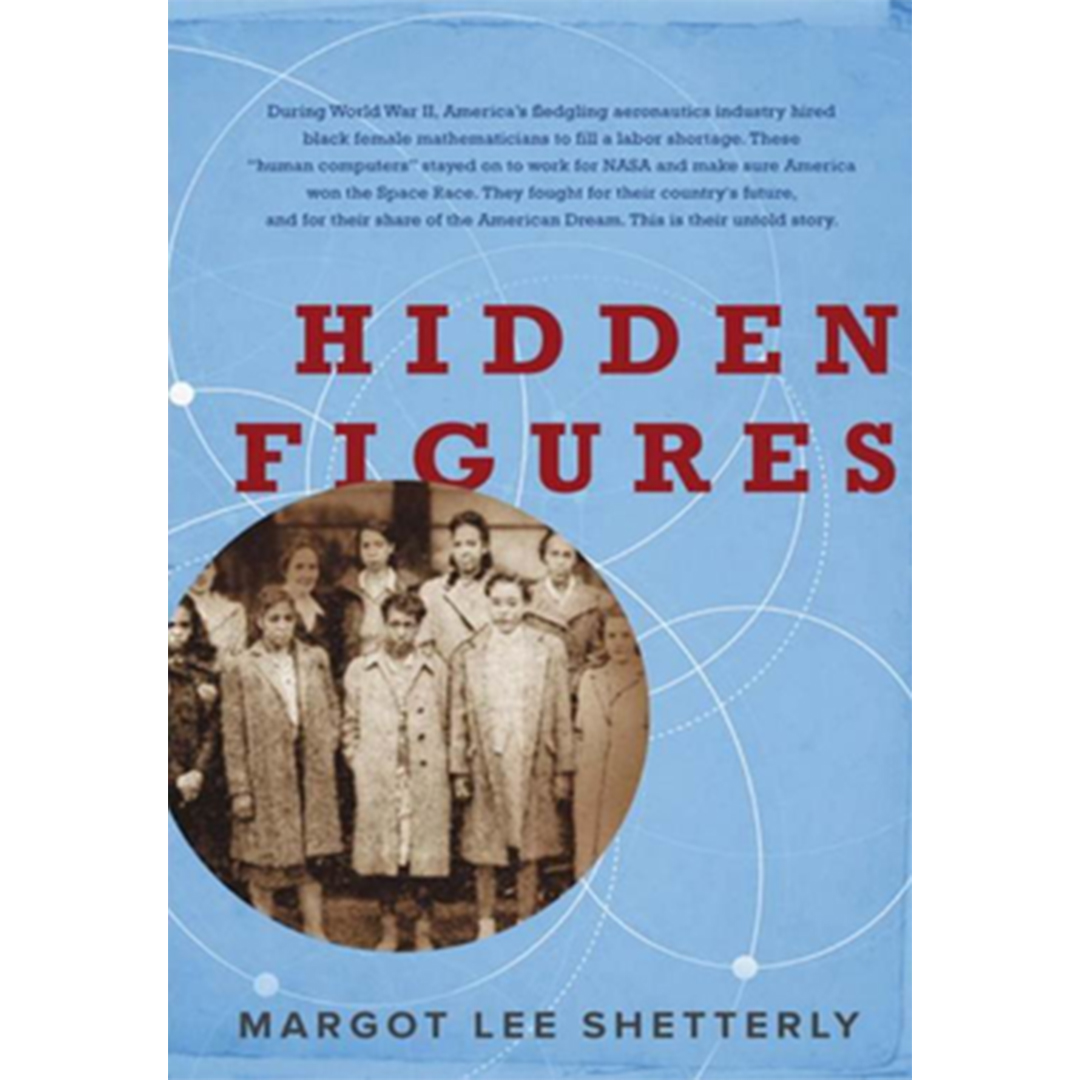 During World War II, America's fledgling aeronautics industry hired
black female mathematicians to fill a labor shortage. These
"human computers" stayed on to work for NASA and make sure America
won the Space Race. They fought for their country's future,
and for their share of the American Dream. This is their untold story.
HIDDEN
FIGURES
MARGOT LEE SHETTERLY